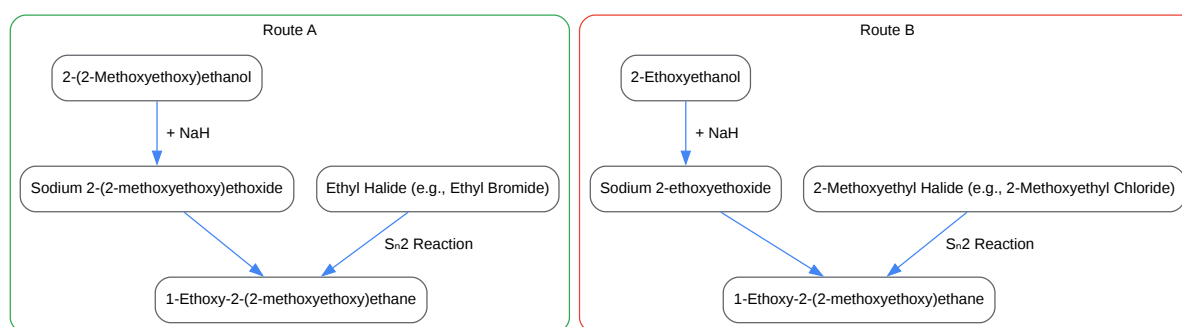 Route A
2-(2-Methoxyethoxy)ethanol
+ NaH
Sodium 2-(2-methoxyethoxy)ethoxide
Ethyl Halide (e.g., Ethyl Bromide)
Sₙ2 Reaction
1-Ethoxy-2-(2-methoxyethoxy)ethane
Route B
2-Ethoxyethanol
+ NaH
Sodium 2-ethoxyethoxide
2-Methoxyethyl Halide (e.g., 2-Methoxyethyl Chloride)
Sₙ2 Reaction
1-Ethoxy-2-(2-methoxyethoxy)ethane